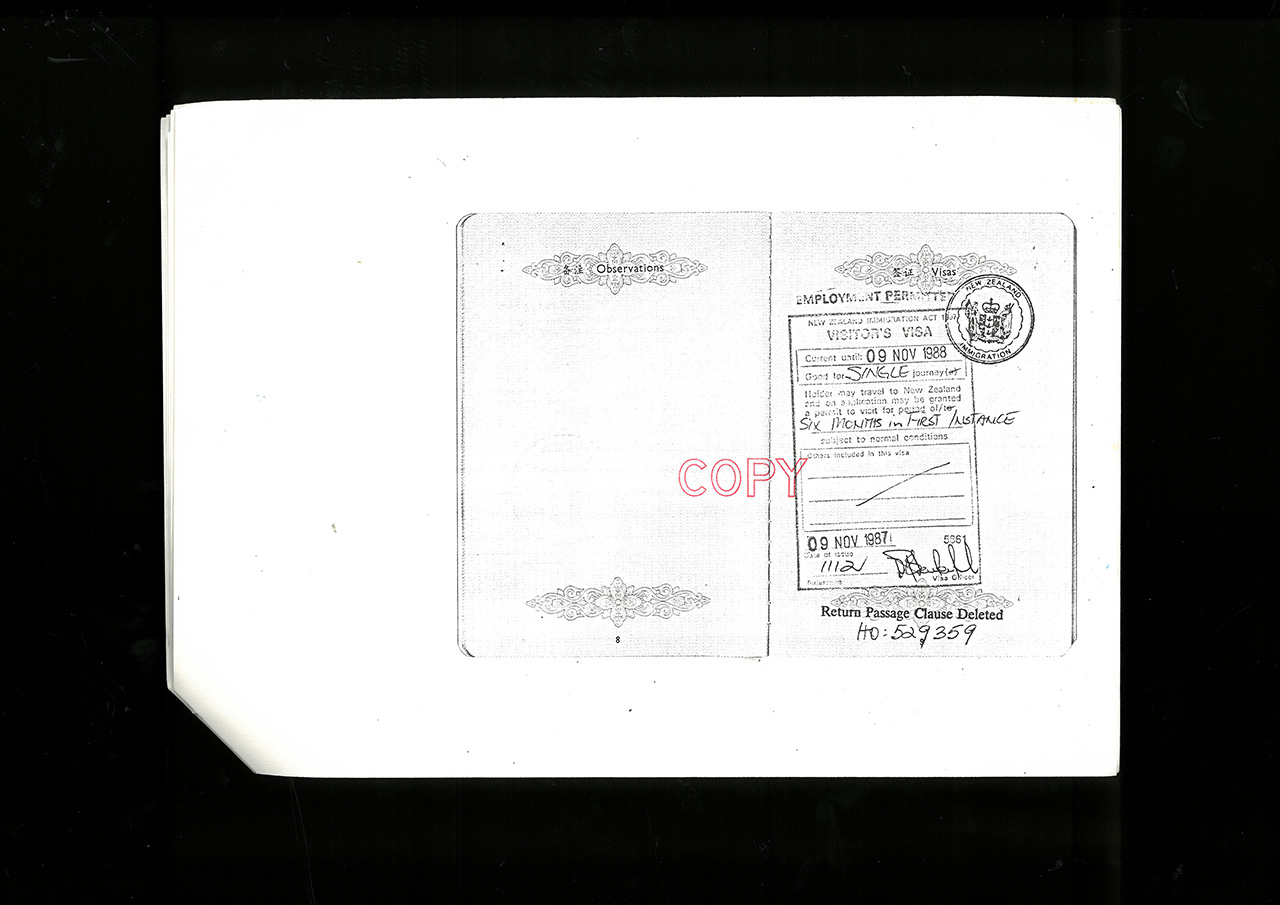 备注 Observations
8
签证 Visas
EMPLOYMENT PERMITTED
NEW ZEALAND IMMIGRATION
NEW ZEALAND IMMIGRATION ACT 1987
VISITOR'S VISA
Current until: 09 NOV 1988
Good for SINGLE journey(s)
Holder may travel to New Zealand
and on application may be granted
a permit to visit for period of/to
SIX MONTHS in FIRST INSTANCE
subject to normal conditions
Others included in this visa
COPY
09 NOV 1987 5661
Date of issue
1112
Visa Officer
Return Passage Clause Deleted
HO: 529359